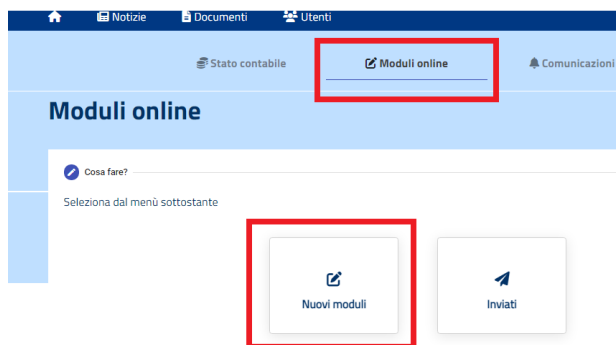 Notizie Documenti Utenti
Stato contabile Moduli online Comunicazioni
Moduli online
Cosa fare?
Seleziona dal menù sottostante
Nuovi moduli Inviati